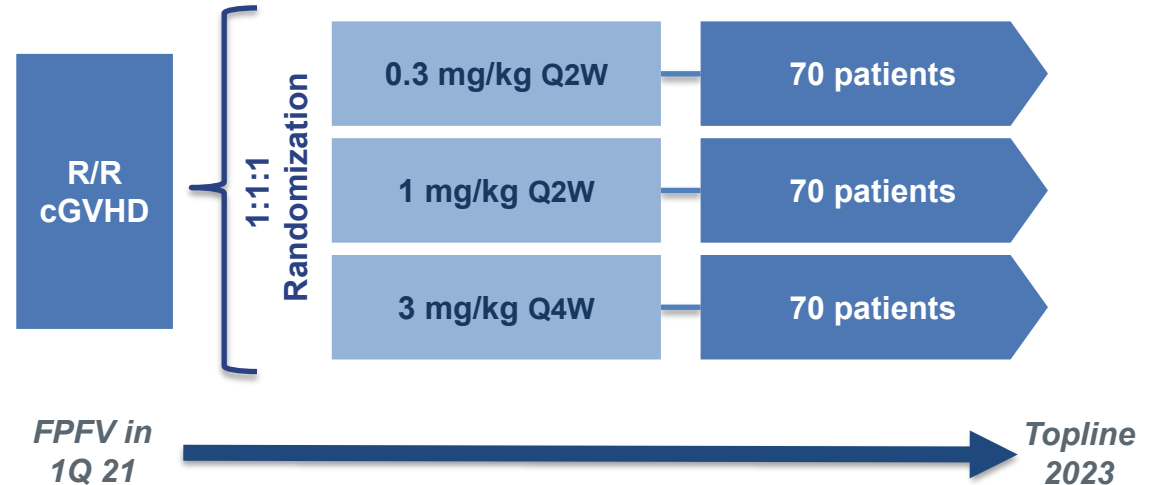 R/R
cGVHD
1:1:1
Randomization
0.3 mg/kg Q2W
70 patients
1 mg/kg Q2W
70 patients
3 mg/kg Q4W
70 patients
FPFV in
1Q 21
Topline
2023